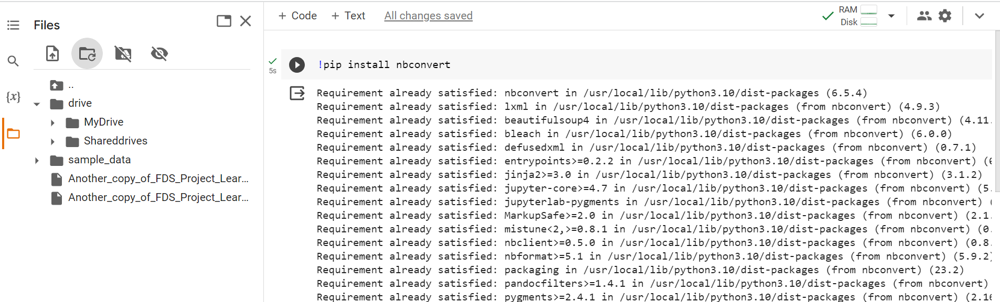 Files
+ Code + Text All changes saved
RAM
Disk
{x}
..
drive
MyDrive
Shareddrives
sample_data
Another_copy_of_FDS_Project_Lear...
Another_copy_of_FDS_Project_Lear...
5s
!pip install nbconvert
Requirement already satisfied: nbconvert in /usr/local/lib/python3.10/dist-packages (6.5.4)
Requirement already satisfied: lxml in /usr/local/lib/python3.10/dist-packages (from nbconvert) (4.9.3)
Requirement already satisfied: beautifulsoup4 in /usr/local/lib/python3.10/dist-packages (from nbconvert) (4.11.
Requirement already satisfied: bleach in /usr/local/lib/python3.10/dist-packages (from nbconvert) (6.0.0)
Requirement already satisfied: defusedxml in /usr/local/lib/python3.10/dist-packages (from nbconvert) (0.7.1)
Requirement already satisfied: entrypoints>=0.2.2 in /usr/local/lib/python3.10/dist-packages (from nbconvert) (
Requirement already satisfied: jinja2>=3.0 in /usr/local/lib/python3.10/dist-packages (from nbconvert) (3.1.2)
Requirement already satisfied: jupyter-core>=4.7 in /usr/local/lib/python3.10/dist-packages (from nbconvert) (5.
Requirement already satisfied: jupyterlab-pygments in /usr/local/lib/python3.10/dist-packages (from nbconvert) (
Requirement already satisfied: MarkupSafe>=2.0 in /usr/local/lib/python3.10/dist-packages (from nbconvert) (2.1.
Requirement already satisfied: mistune<2,>=0.8.1 in /usr/local/lib/python3.10/dist-packages (from nbconvert) (0.
Requirement already satisfied: nbclient>=0.5.0 in /usr/local/lib/python3.10/dist-packages (from nbconvert) (0.8.
Requirement already satisfied: nbformat>=5.1 in /usr/local/lib/python3.10/dist-packages (from nbconvert) (5.9.2)
Requirement already satisfied: packaging in /usr/local/lib/python3.10/dist-packages (from nbconvert) (23.2)
Requirement already satisfied: pandocfilters>=1.4.1 in /usr/local/lib/python3.10/dist-packages (from nbconvert)
Requirement already satisfied: pygments>=2.4.1 in /usr/local/lib/python3.10/dist-packages (from nbconvert) (2.16